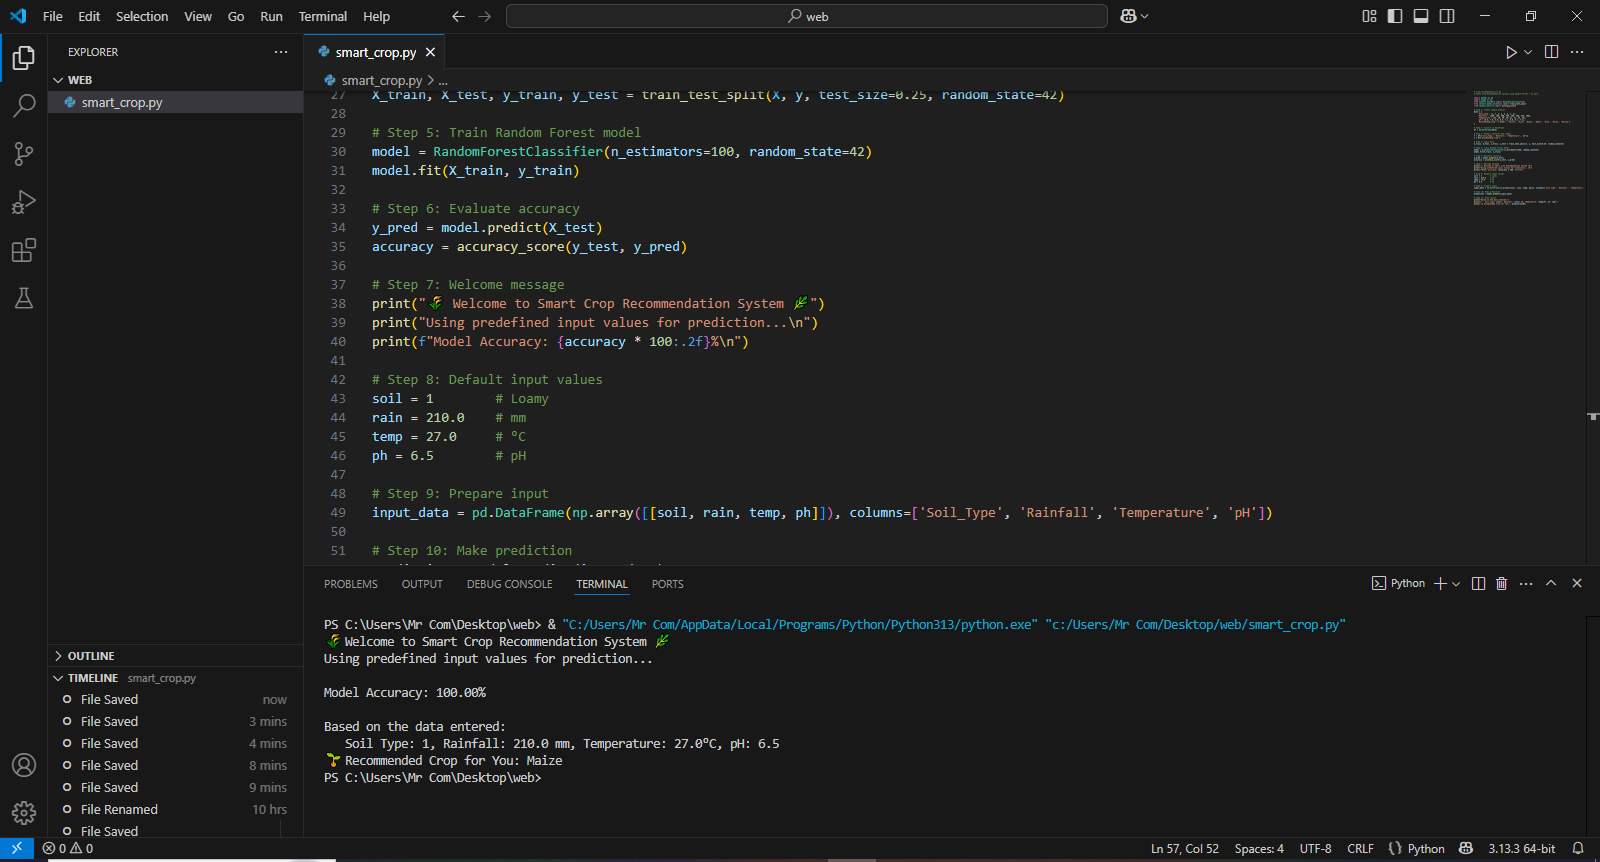 File Edit Selection View Go Run Terminal Help
web
EXPLORER
WEB
smart_crop.py
smart_crop.py
smart_crop.py > ...
27 X_train, X_test, y_train, y_test = train_test_split(X, y, test_size=0.25, random_state=42)
28
29 # Step 5: Train Random Forest model
30 model = RandomForestClassifier(n_estimators=100, random_state=42)
31 model.fit(X_train, y_train)
32
33 # Step 6: Evaluate accuracy
34 y_pred = model.predict(X_test)
35 accuracy = accuracy_score(y_test, y_pred)
36
37 # Step 7: Welcome message
38 print("🌾 Welcome to Smart Crop Recommendation System 🌿")
39 print("Using predefined input values for prediction...\n")
40 print(f"Model Accuracy: {accuracy * 100:.2f}%\n")
41
42 # Step 8: Default input values
43 soil = 1 # Loamy
44 rain = 210.0 # mm
45 temp = 27.0 # °C
46 ph = 6.5 # pH
47
48 # Step 9: Prepare input
49 input_data = pd.DataFrame(np.array([[soil, rain, temp, ph]]), columns=['Soil_Type', 'Rainfall', 'Temperature', 'pH'])
50
51 # Step 10: Make prediction
PROBLEMS OUTPUT DEBUG CONSOLE TERMINAL PORTS
Python
PS C:\Users\Mr Com\Desktop\web> & "C:/Users/Mr Com/AppData/Local/Programs/Python/Python313/python.exe" "c:/Users/Mr Com/Desktop/web/smart_crop.py"
🌾 Welcome to Smart Crop Recommendation System 🌿
Using predefined input values for prediction...
Model Accuracy: 100.00%
Based on the data entered:
Soil Type: 1, Rainfall: 210.0 mm, Temperature: 27.0°C, pH: 6.5
🌱 Recommended Crop for You: Maize
PS C:\Users\Mr Com\Desktop\web>
OUTLINE
TIMELINE smart_crop.py
File Saved now
File Saved 3 mins
File Saved 4 mins
File Saved 8 mins
File Saved 9 mins
File Renamed 10 hrs
File Saved
0 0
Ln 57, Col 52 Spaces: 4 UTF-8 CRLF {} Python 3.13.3 64-bit